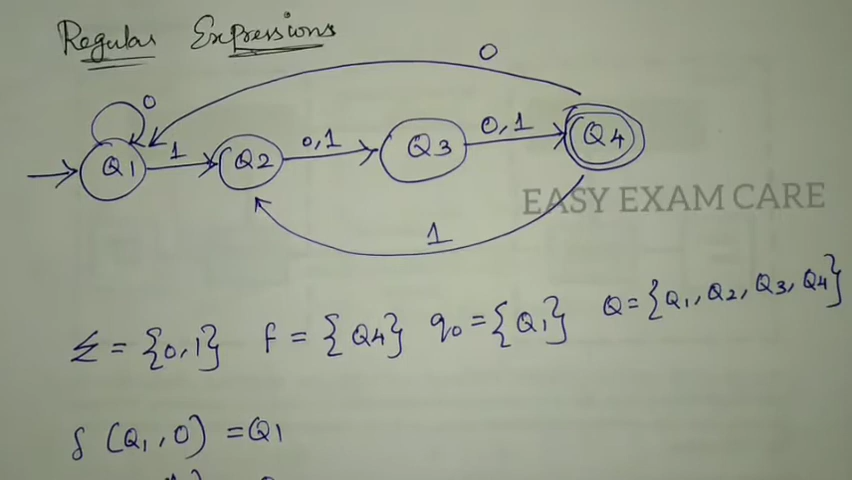 Regular Expressions
0
0
Q1 1 Q2 0,1 Q3 0,1 Q4
EASY EXAM CARE
1
Σ = {0,1} F = {Q4} q0 = {Q1} Q = {Q1, Q2, Q3, Q4}
δ (Q1, 0) = Q1